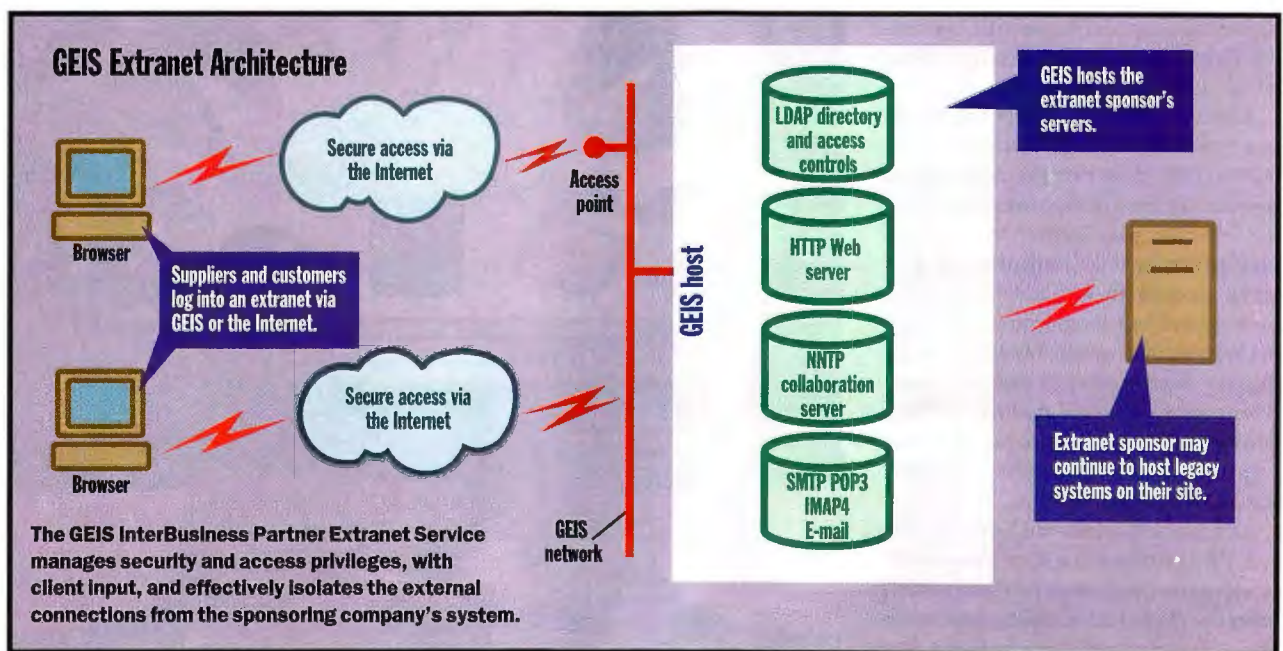 GEIS Extranet Architecture
Secure access via
the Internet
Access
point
Browser
Suppliers and customers
log into an extranet via
GEIS or the Internet.
Secure access via
the Internet
Browser
GEIS
network
The GEIS InterBusiness Partner Extranet Service
manages security and access privileges, with
client input, and effectively isolates the external
connections from the sponsoring company's system.
GEIS host
LDAP directory
and access
controls
HTTP Web
server
NNTP
collaboration
server
SMTP POP3
IMAP4
E-mail
GEIS hosts the
extranet sponsor's
servers.
Extranet sponsor may
continue to host legacy
systems on their site.